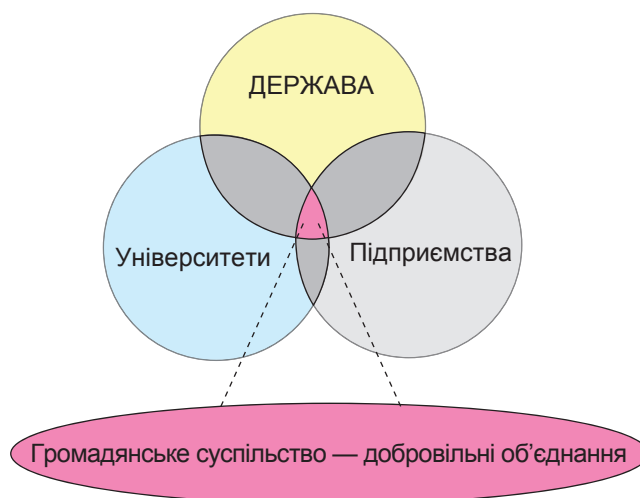 ДЕРЖАВА
Університети
Підприємства
Громадянське суспільство — добровільні об’єднання